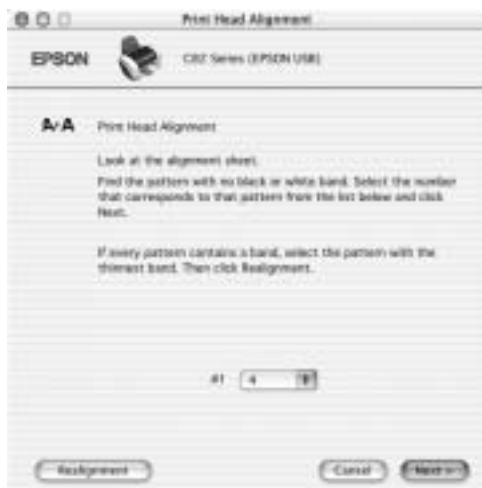 Print Head Alignment
EPSON
C82 Series (EPSON USB)
A/A Print Head Alignment
Look at the alignment sheet.
Find the pattern with no black or white band. Select the number
that corresponds to that pattern from the list below and click
Next.
If every pattern contains a band, select the pattern with the
thinnest band. Then click Realignment.
#1 4
Realignment
Cancel
Next >